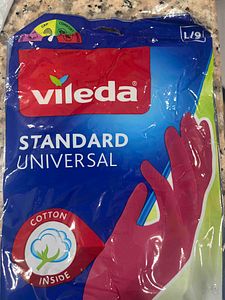 L/9
vileda
STANDARD
UNIVERSAL
COTTON
INSIDE